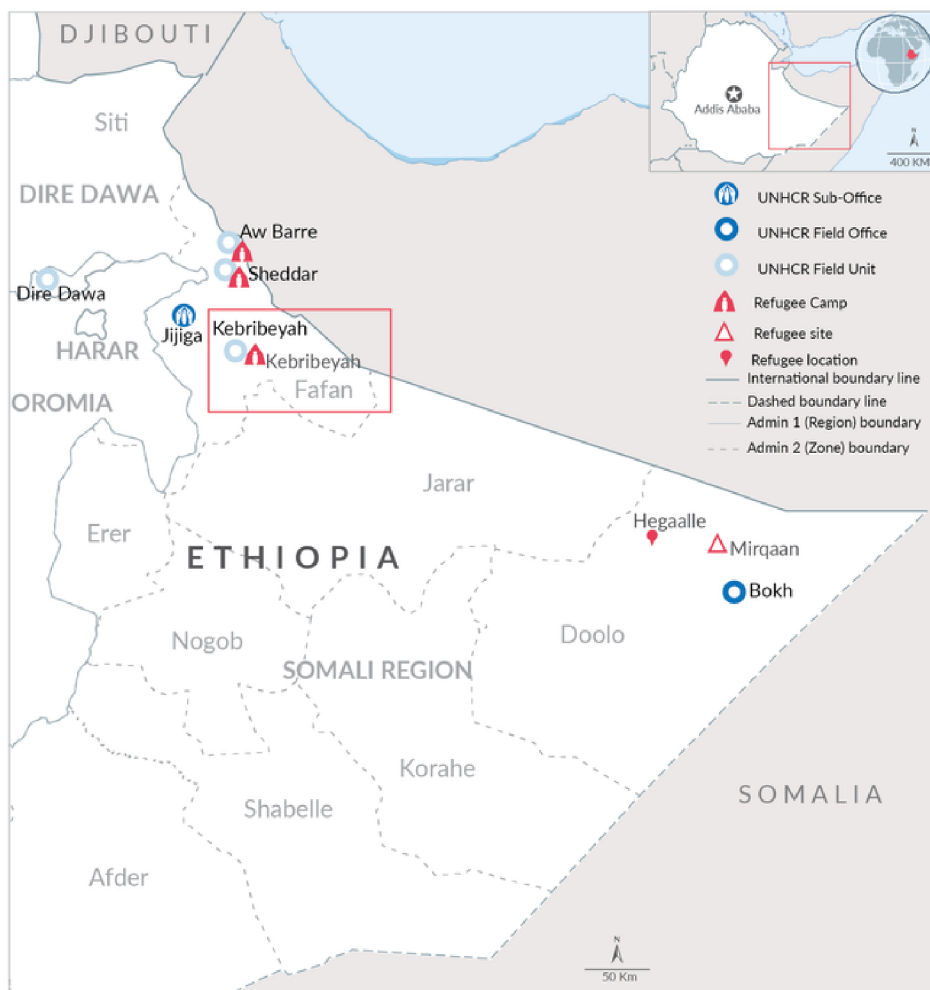 DJIBOUTI
Siti
DIRE DAWA
Aw Barre
Sheddar
Dire Dawa
Jijiga
Kebribeyah
Kebribeyah
HARAR
Fafan
OROMIA
Jarar
Erer
ETHIOPIA
Hegaalle
Mirqaan
Bokh
Nogob
Doolo
SOMALI REGION
Korahe
Shabelle
SOMALIA
Afder
N
50 Km
Addis Ababa
N
400 KM
UNHCR Sub-Office
UNHCR Field Office
UNHCR Field Unit
Refugee Camp
Refugee site
Refugee location
International boundary line
Dashed boundary line
Admin 1 (Region) boundary
Admin 2 (Zone) boundary